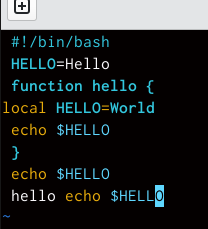 #!/bin/bash
HELLO=Hello
function hello {
local HELLO=World
echo $HELLO
}
echo $HELLO
hello echo $HELLO
~